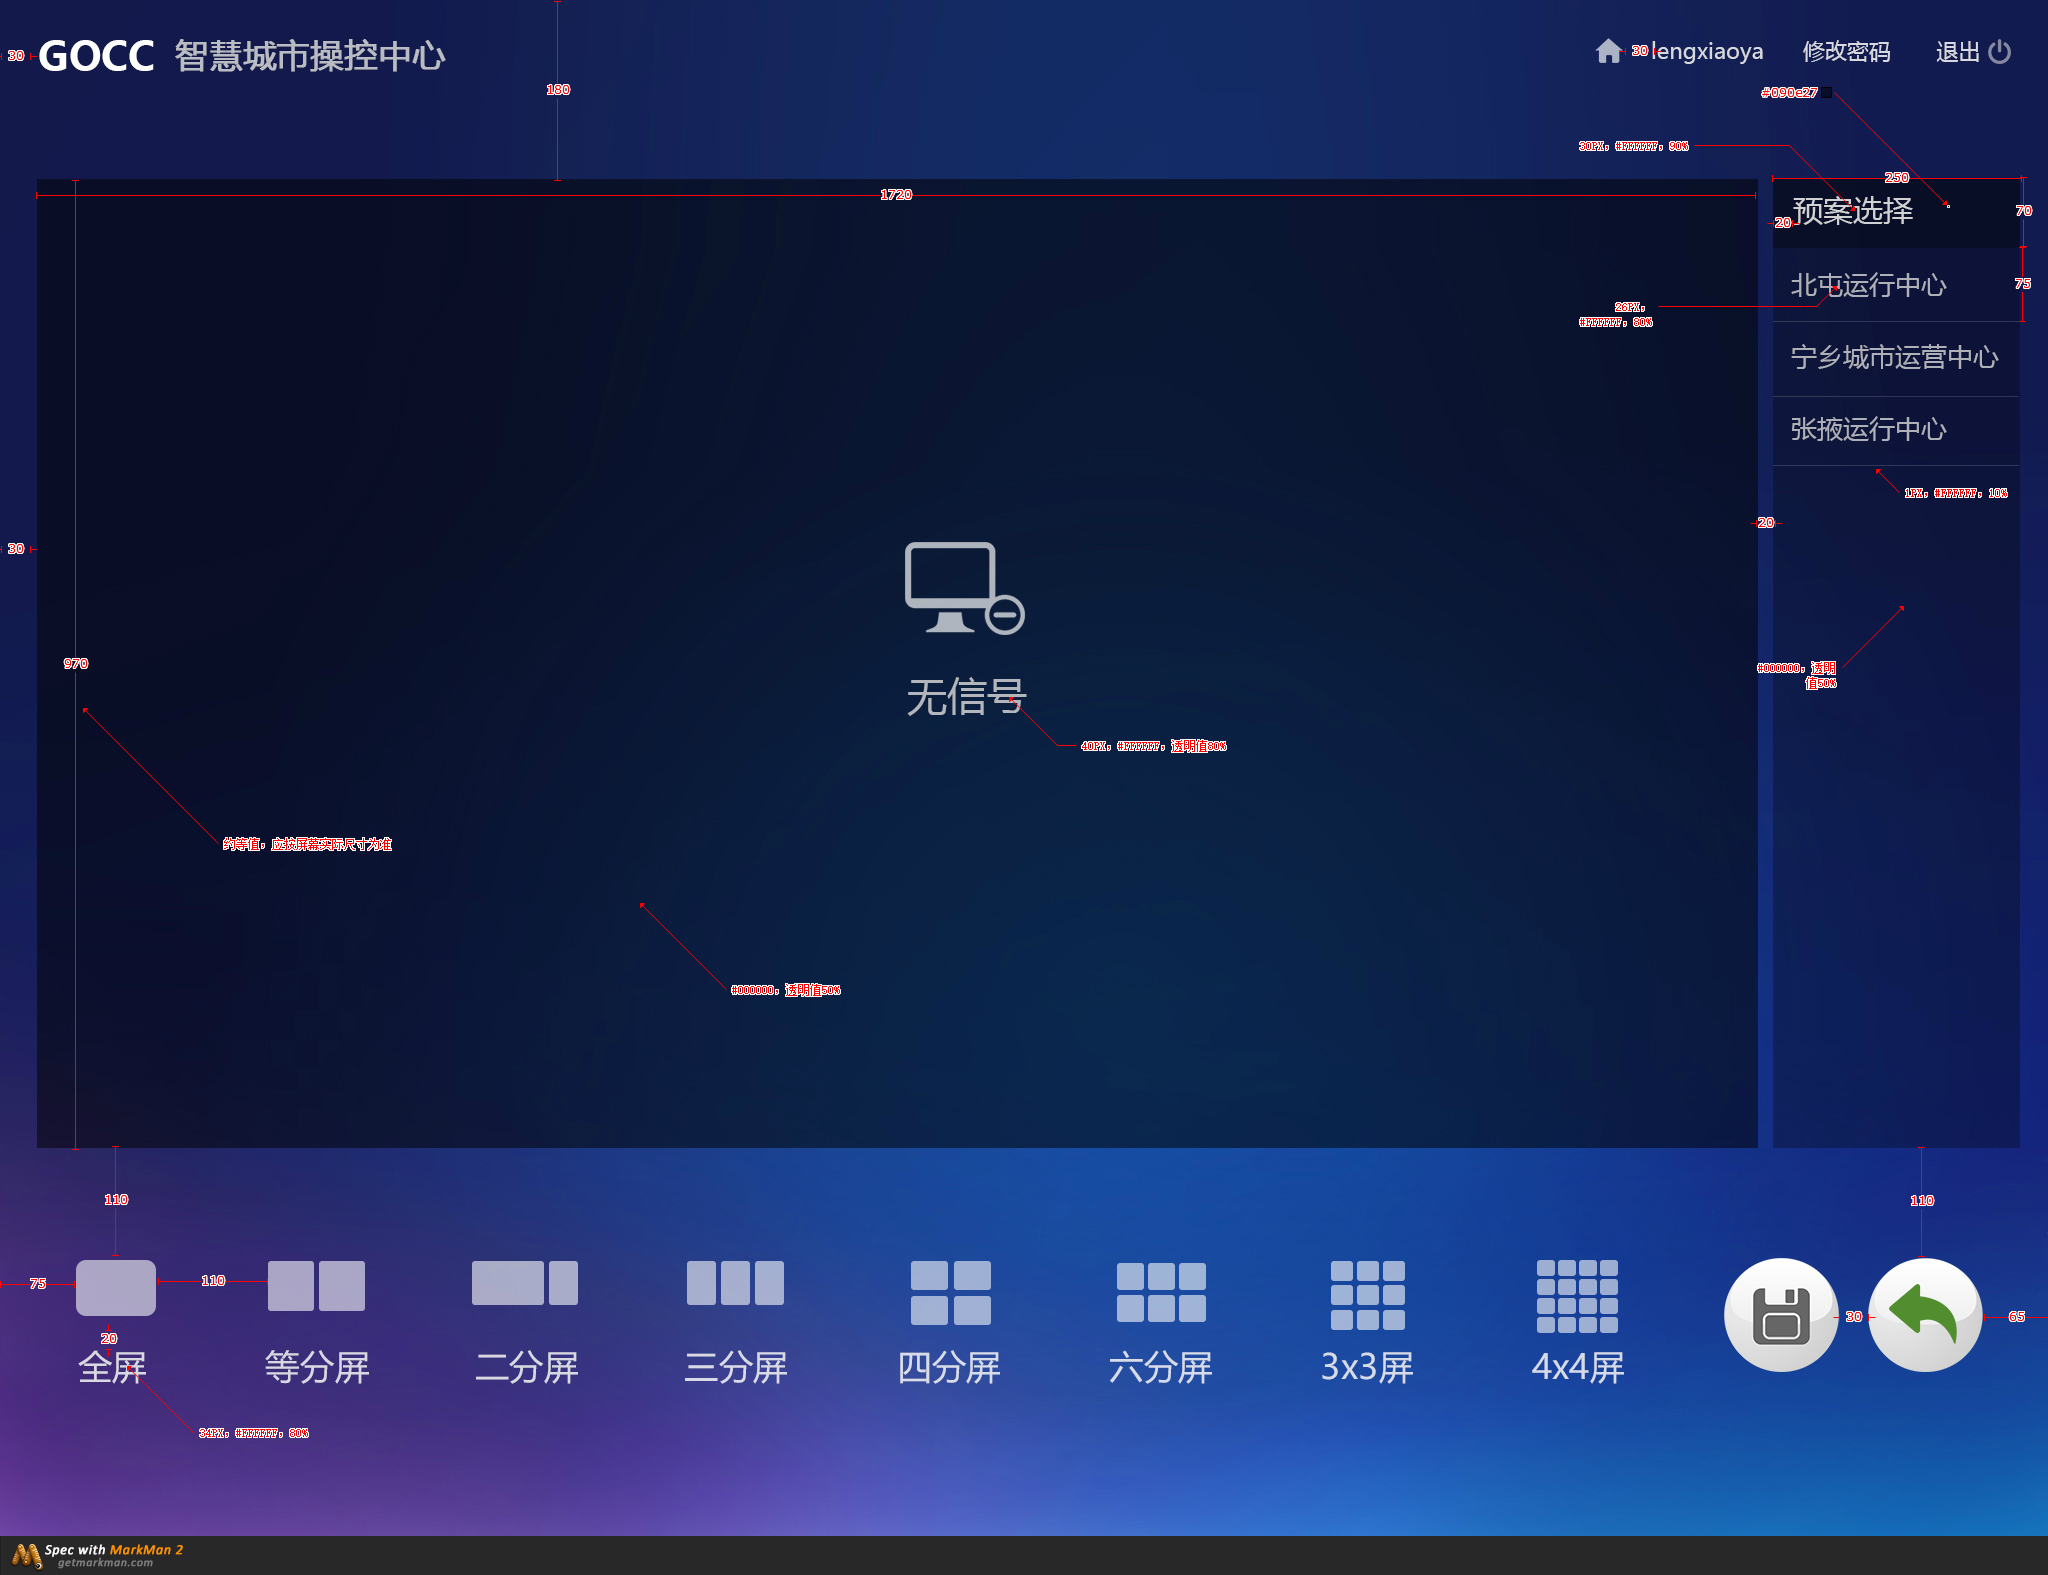 GOCC 智慧城市操控中心
30
180
30
lengxiaoya
修改密码
退出
#090e27
30PX，#FFFFFF，90%
1720
250
预案选择
20
70
北屯运行中心
75
26PX，
#FFFFFF，80%
宁乡城市运营中心
张掖运行中心
1PX，#FFFFFF，10%
20
30
970
无信号
#000000，透明
值50%
40PX，#FFFFFF，透明值80%
约等值，应按屏幕实际尺寸为准
#000000，透明值50%
110
110
75
110
20
30
65
全屏
等分屏
二分屏
三分屏
四分屏
六分屏
3x3屏
4x4屏
34PX，#FFFFFF，80%
Spec with MarkMan 2
getmarkman.com